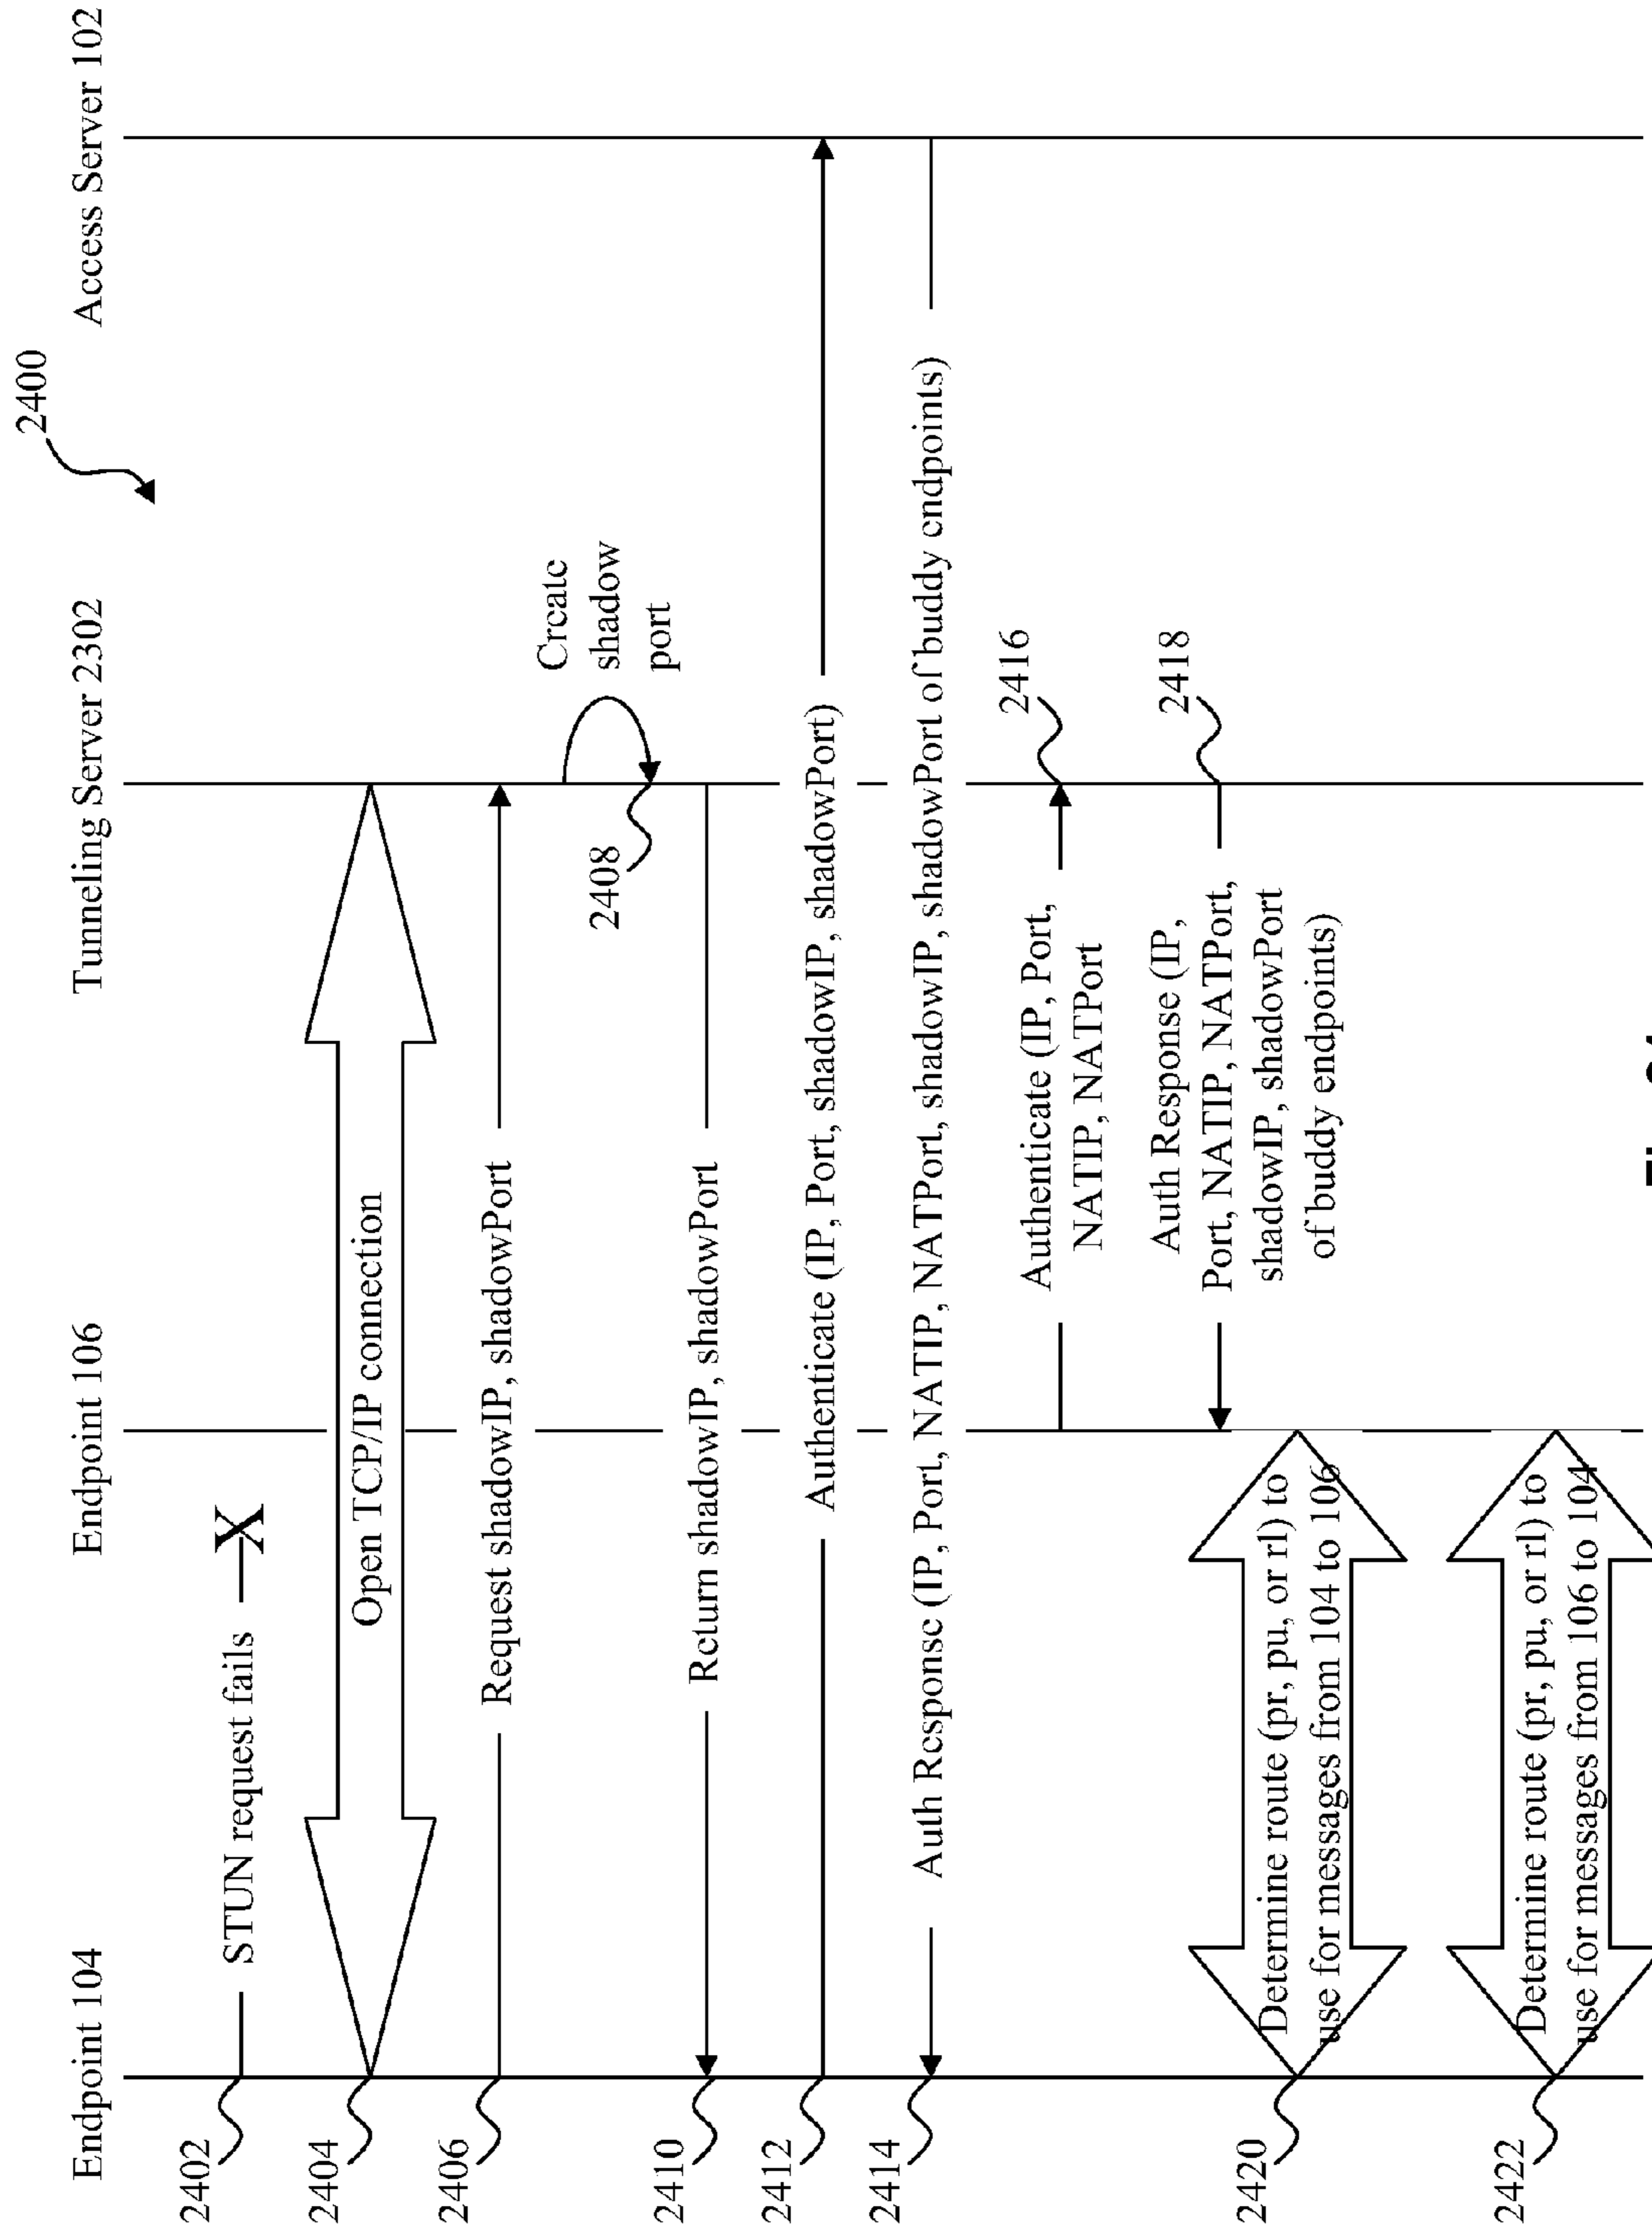 2400
Endpoint 104
Endpoint 106
Tunneling Server 2302
Access Server 102
2402
STUN request fails
X
2404
Open TCP/IP connection
2406
Request shadowIP, shadowPort
2408
Create
shadow
port
2410
Return shadowIP, shadowPort
2412
Authenticate (IP, Port, shadowIP, shadowPort)
2414
Auth Response (IP, Port, NATIP, NATPort, shadowIP, shadowPort of buddy endpoints)
Authenticate (IP, Port,
NATIP, NATPort
2416
Auth Response (IP,
Port, NATIP, NATPort,
shadowIP, shadowPort
of buddy endpoints)
2418
2420
Determine route (pr, pu, or rl) to
use for messages from 104 to 106
2422
Determine route (pr, pu, or rl) to
use for messages from 106 to 104